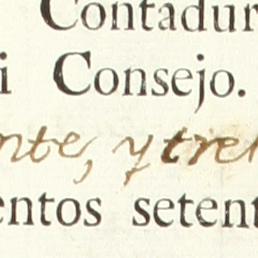 Contadur
i Consejo.
nte, y tre
entos setent